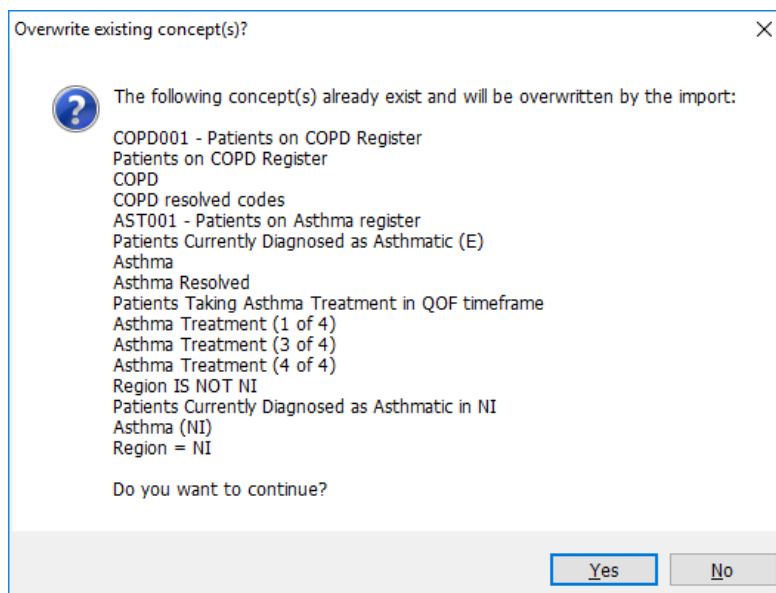 Overwrite existing concept(s)?
The following concept(s) already exist and will be overwritten by the import:
COPD001 - Patients on COPD Register
Patients on COPD Register
COPD
COPD resolved codes
AST001 - Patients on Asthma register
Patients Currently Diagnosed as Asthmatic (E)
Asthma
Asthma Resolved
Patients Taking Asthma Treatment in QOF timeframe
Asthma Treatment (1 of 4)
Asthma Treatment (3 of 4)
Asthma Treatment (4 of 4)
Region IS NOT NI
Patients Currently Diagnosed as Asthmatic in NI
Asthma (NI)
Region = NI
Do you want to continue?
Yes
No